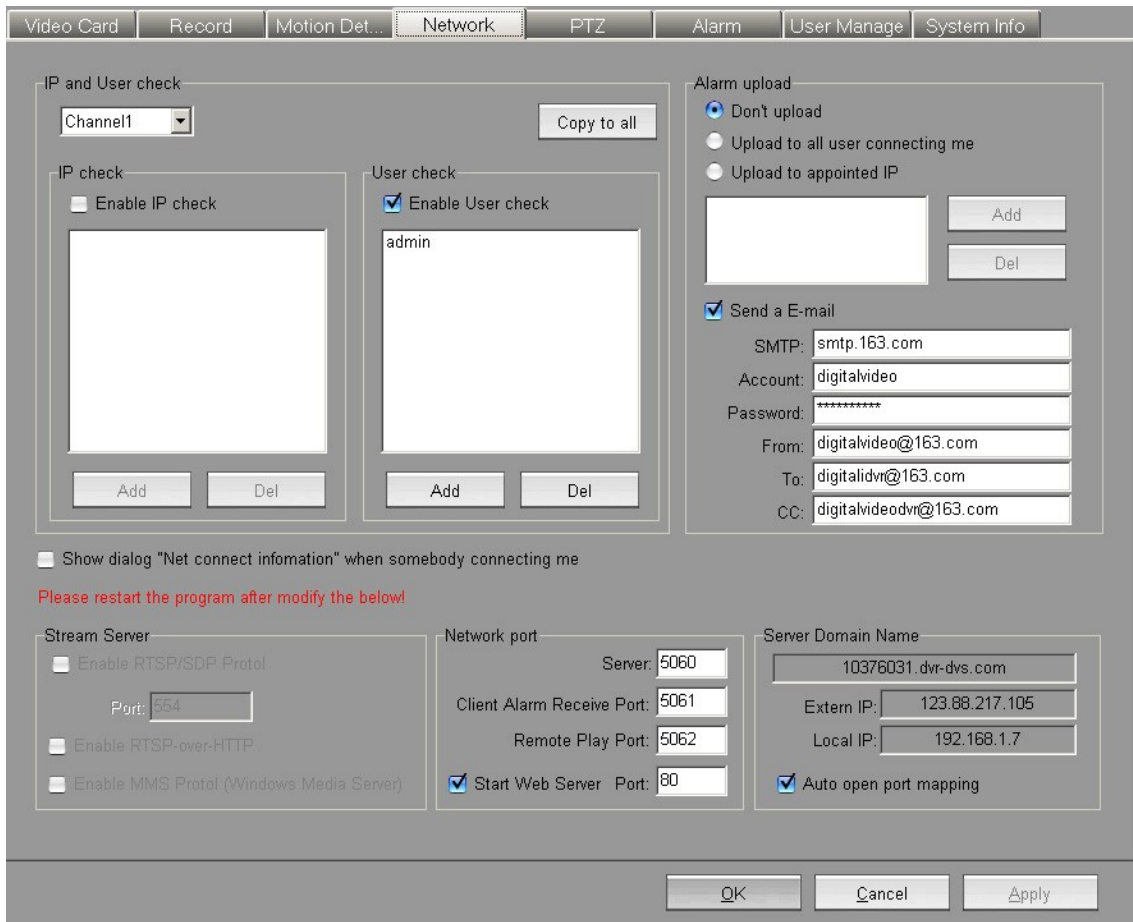 Video Card Record Motion Det... Network PTZ Alarm User Manage System Info
IP and User check
Channel1
Copy to all
IP check
Enable IP check
Add Del
User check
Enable User check
admin
Add Del
Alarm upload
Don't upload
Upload to all user connecting me
Upload to appointed IP
Add
Del
Send a E-mail
SMTP: smtp.163.com
Account: digitalvideo
Password: **********
From: digitalvideo@163.com
To: digitalidvr@163.com
CC: digitalvideodvr@163.com
Show dialog "Net connect infomation" when somebody connecting me
Please restart the program after modify the below!
Stream Server
Enable RTSP/SDP Protol
Port: 554
Enable RTSP-over-HTTP
Enable MMS Protol (Windows Media Server)
Network port
Server: 5060
Client Alarm Receive Port: 5061
Remote Play Port: 5062
Start Web Server Port: 80
Server Domain Name
10376031.dvr-dvs.com
Extern IP: 123.88.217.105
Local IP: 192.168.1.7
Auto open port mapping
OK Cancel Apply